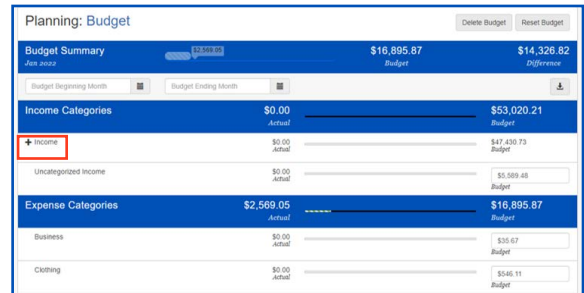 Planning: Budget
Delete Budget
Reset Budget
Budget Summary
Jan 2022
$2,569.05
$16,895.87
Budget
$14,326.82
Difference
Budget Beginning Month
Budget Ending Month
Income Categories
$0.00
Actual
$53,020.21
Budget
+ Income
$0.00
Actual
$47,430.73
Budget
Uncategorized Income
$0.00
Actual
$5,589.48
Budget
Expense Categories
$2,569.05
Actual
$16,895.87
Budget
Business
$0.00
Actual
$35.67
Budget
Clothing
$0.00
Actual
$546.11
Budget